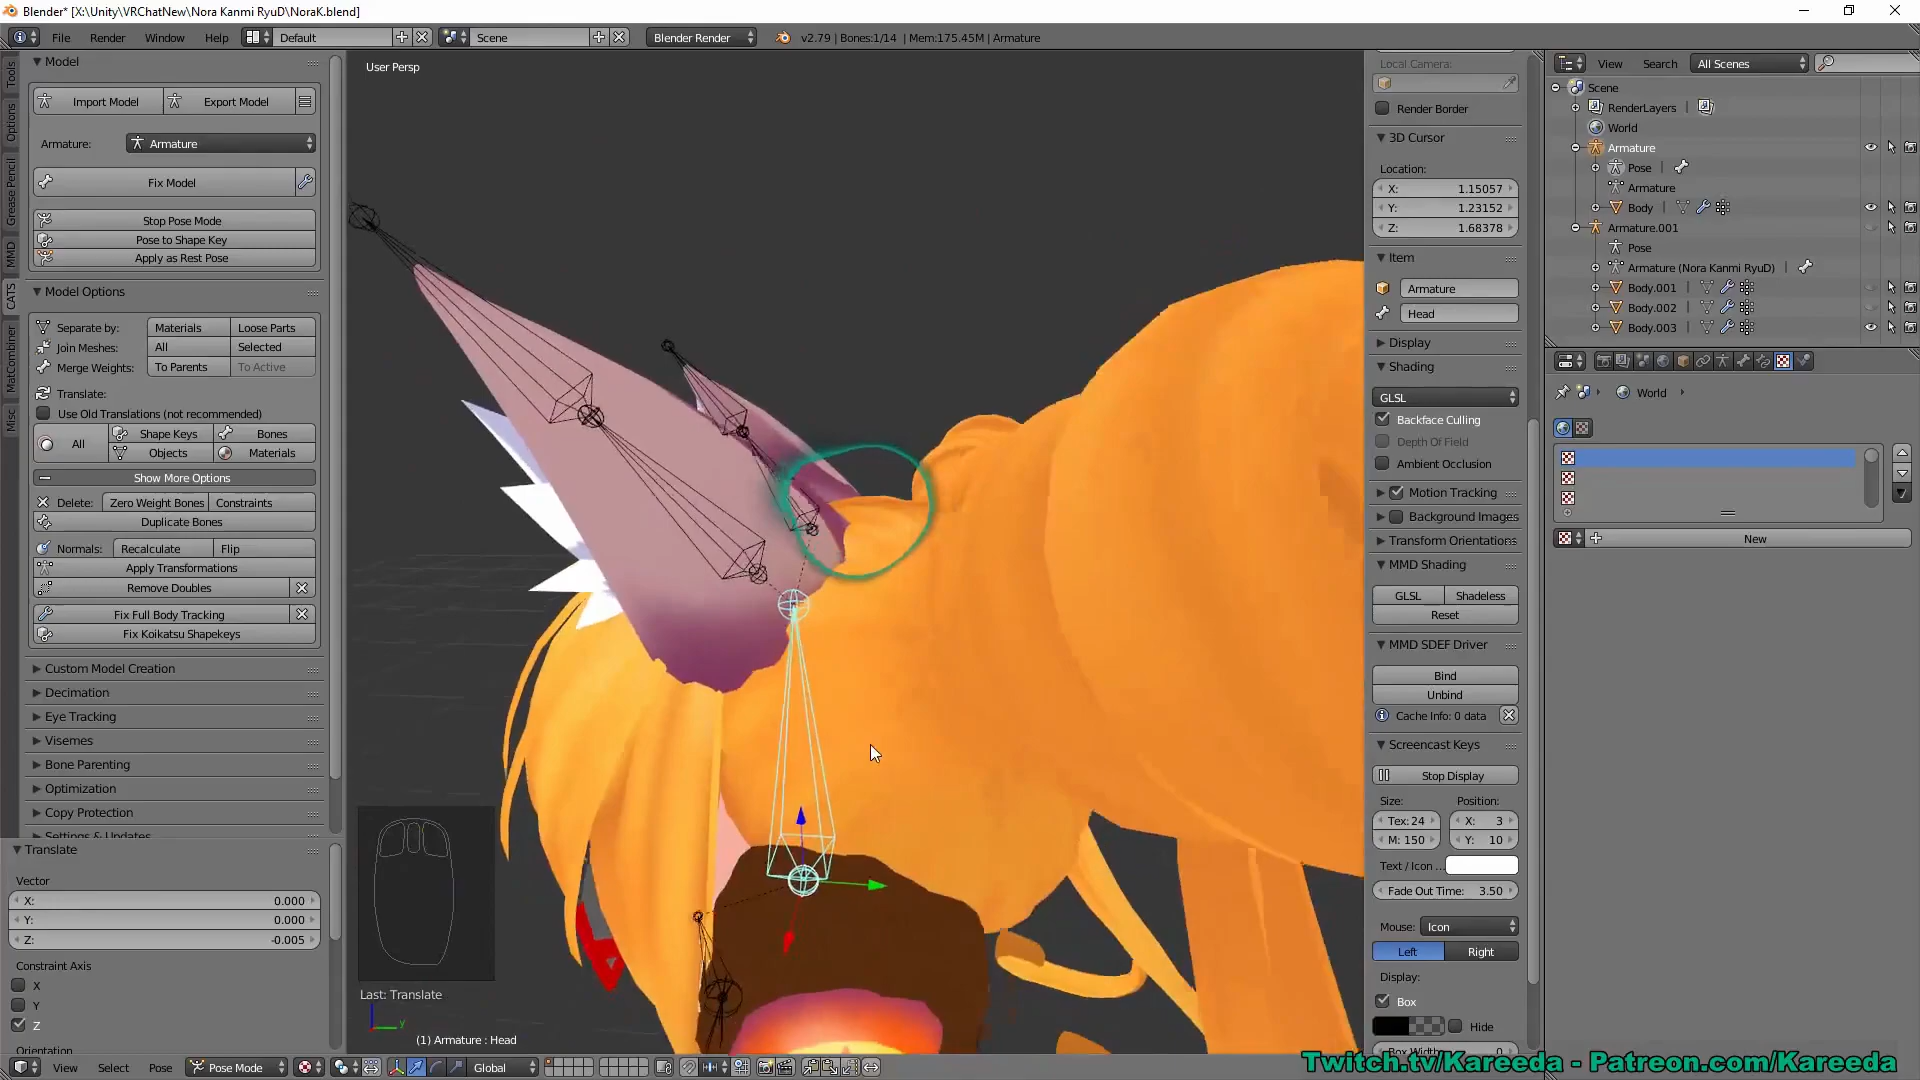 Blender* [X:\Unity\VRChatNew\Nora Kanmi RyuD\NoraK.blend]
File Render Window Help Default Scene Blender Render v2.79 | Bones:1/14 | Mem:175.45M | Armature
Tools
Options
Grease Pencil
MMD
CATS
MatCombiner
Misc
Model
Import Model Export Model
Armature: Armature
Fix Model
Stop Pose Mode
Pose to Shape Key
Apply as Rest Pose
Model Options
Separate by: Materials Loose Parts
Join Meshes: All Selected
Merge Weights: To Parents To Active
Translate:
Use Old Translations (not recommended)
All Shape Keys Bones
Objects Materials
Show More Options
Delete: Zero Weight Bones Constraints
Duplicate Bones
Normals: Recalculate Flip
Apply Transformations
Remove Doubles
Fix Full Body Tracking
Fix Koikatsu Shapekeys
Custom Model Creation
Decimation
Eye Tracking
Visemes
Bone Parenting
Optimization
Copy Protection
Settings & Updates
Translate
Vector
X: 0.000
Y: 0.000
Z: -0.005
Constraint Axis
X
Y
Z
Orientation
User Persp
Last: Translate
y
(1) Armature : Head
View Select Pose Pose Mode Global
Local Camera:
Render Border
3D Cursor
Location:
X: 1.15057
Y: 1.23152
Z: 1.68378
Item
Armature
Head
Display
Shading
GLSL
Backface Culling
Depth Of Field
Ambient Occlusion
Motion Tracking
Background Images
Transform Orientations
MMD Shading
GLSL Shadeless
Reset
MMD SDEF Driver
Bind
Unbind
Cache Info: 0 data
Screencast Keys
Stop Display
Size: Position:
Tex: 24 X: 3
M: 150 Y: 10
Text / Icon ...
Fade Out Time: 3.50
Mouse: Icon
Left Right
Display:
Box
Hide
View Search All Scenes
Scene
RenderLayers
World
Armature
Pose
Armature
Body
Armature.001
Pose
Armature (Nora Kanmi RyuD)
Body.001
Body.002
Body.003
World
New
Twitch.tv/Kareeda - Patreon.com/Kareeda